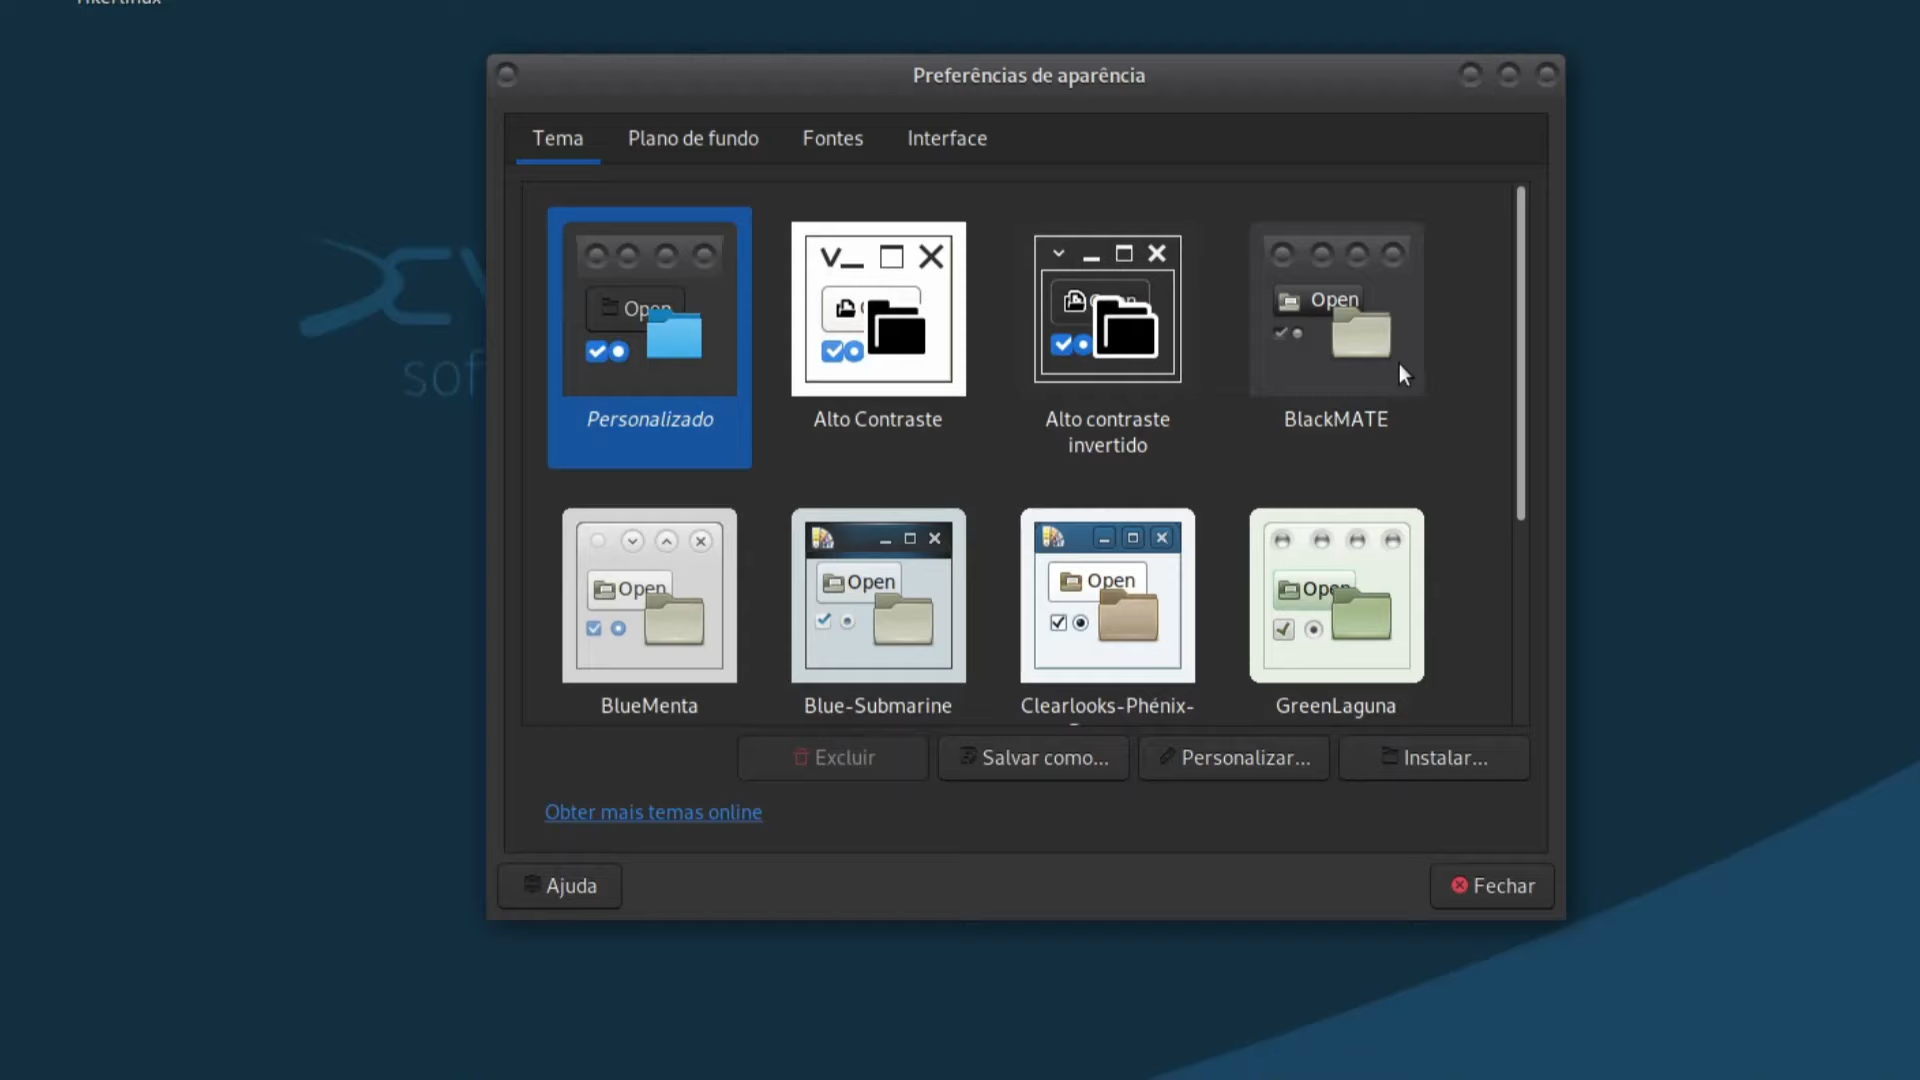 Preferências de aparência
Tema Plano de fundo Fontes Interface
Open
Open
Personalizado Alto Contraste Alto contraste invertido BlackMATE
Open Open Open Open
BlueMenta Blue-Submarine Clearlooks-Phénix- GreenLaguna
Excluir Salvar como... Personalizar... Instalar...
Obter mais temas online
Ajuda Fechar